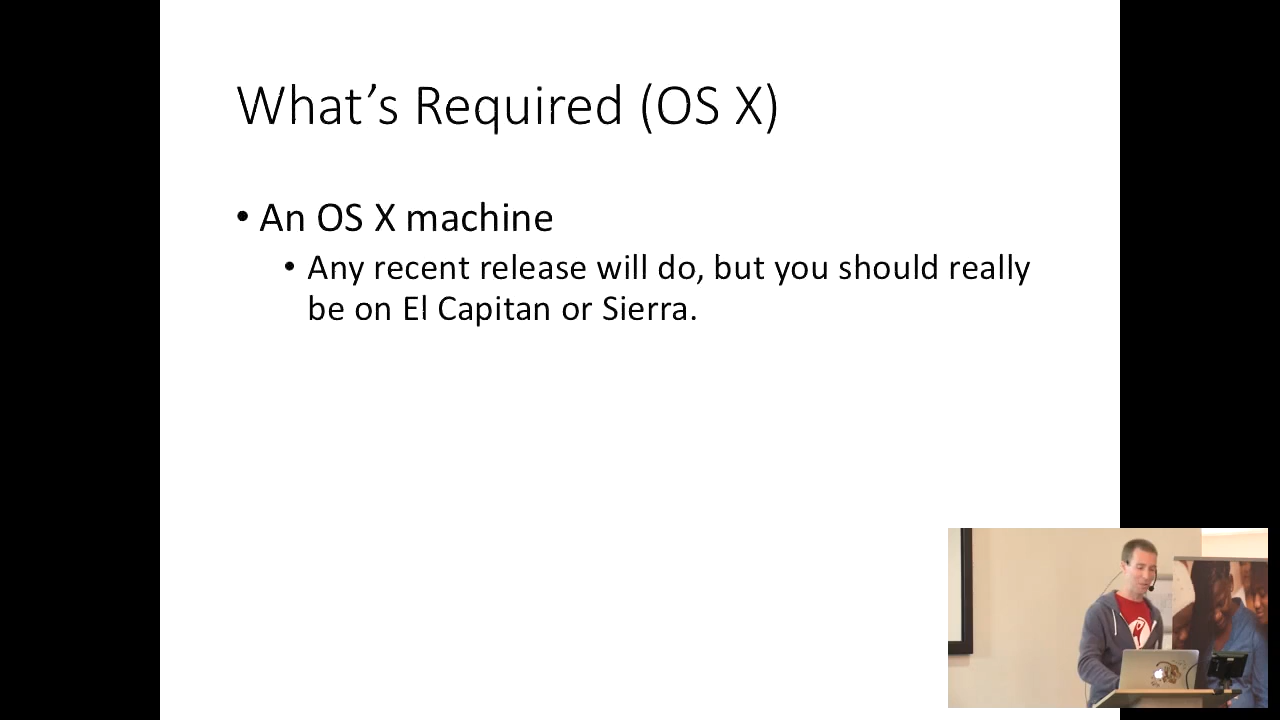 What’s Required (OS X)
• An OS X machine
• Any recent release will do, but you should really
be on El Capitan or Sierra.